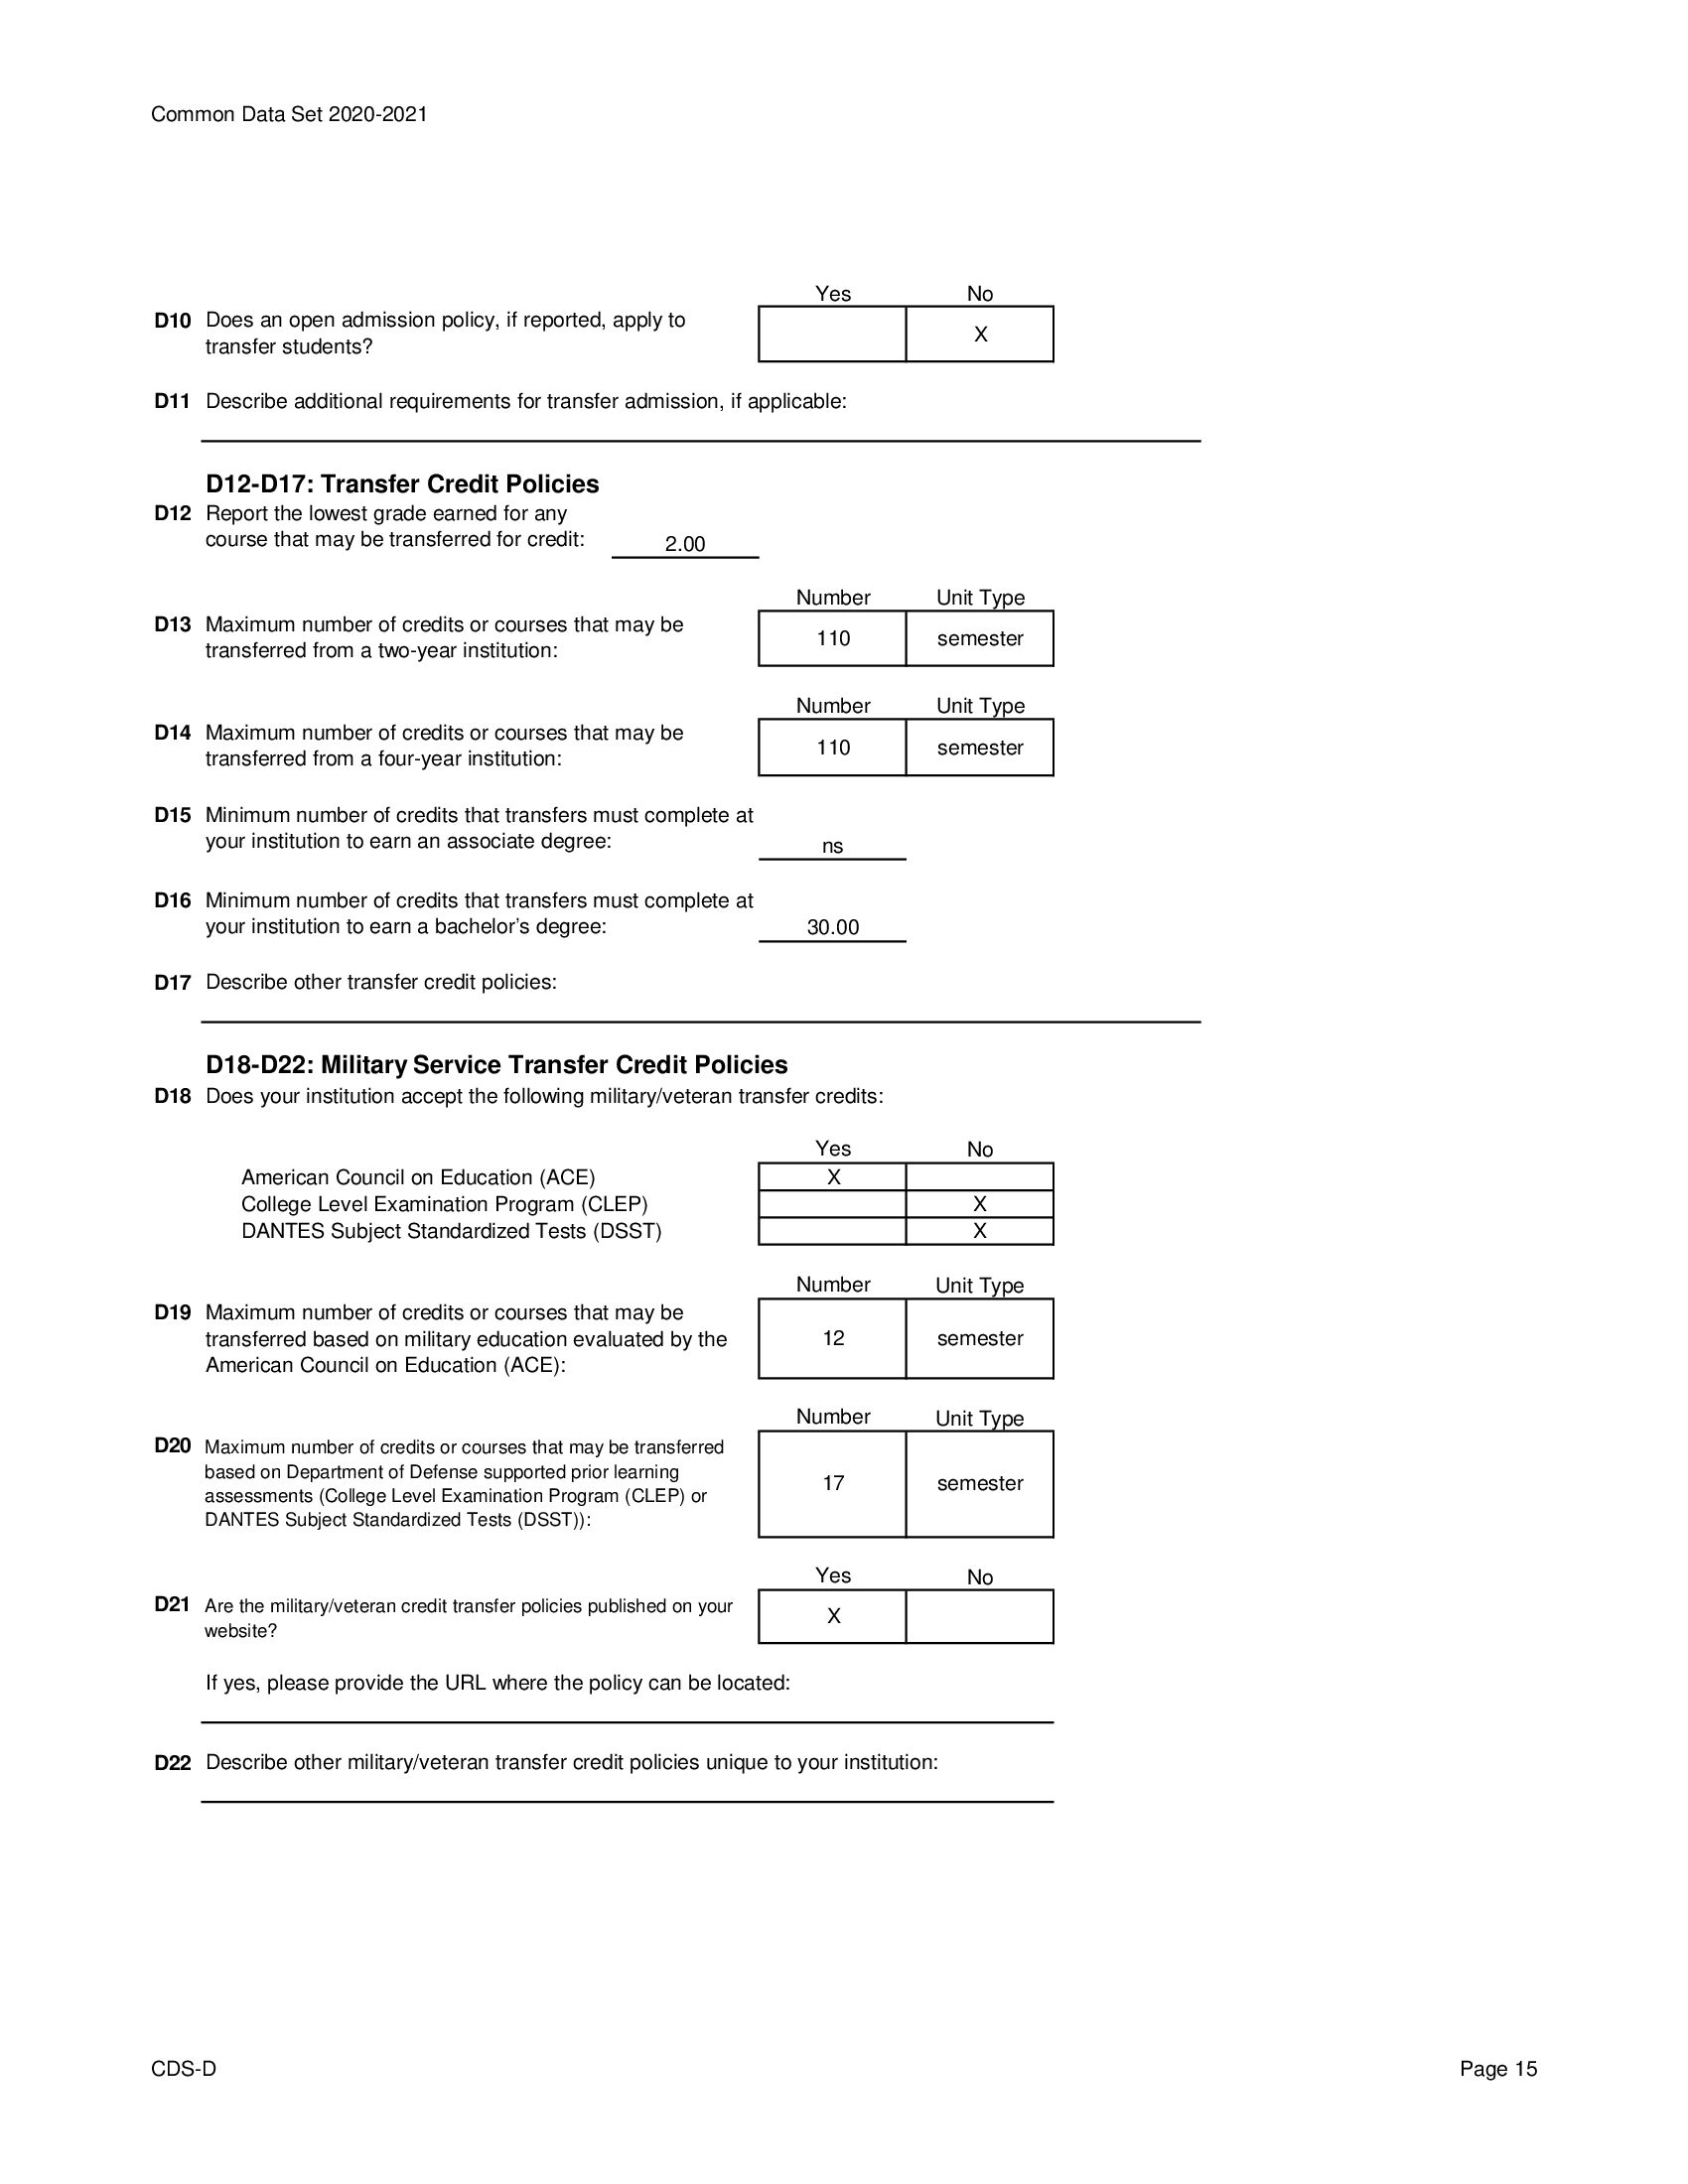 Common Data Set 2020-2021
Yes No
D10 Does an open admission policy, if reported, apply to
transfer students?
X
D11 Describe additional requirements for transfer admission, if applicable:
D12-D17: Transfer Credit Policies
D12 Report the lowest grade earned for any
course that may be transferred for credit: 2.00
Number Unit Type
D13 Maximum number of credits or courses that may be
transferred from a two-year institution:
110 semester
Number Unit Type
D14 Maximum number of credits or courses that may be
transferred from a four-year institution:
110 semester
D15 Minimum number of credits that transfers must complete at
your institution to earn an associate degree: ns
D16 Minimum number of credits that transfers must complete at
your institution to earn a bachelor’s degree: 30.00
D17 Describe other transfer credit policies:
D18-D22: Military Service Transfer Credit Policies
D18 Does your institution accept the following military/veteran transfer credits:
Yes No
American Council on Education (ACE) X
College Level Examination Program (CLEP) X
DANTES Subject Standardized Tests (DSST) X
Number Unit Type
D19 Maximum number of credits or courses that may be
transferred based on military education evaluated by the
American Council on Education (ACE):
12 semester
Number Unit Type
D20 Maximum number of credits or courses that may be transferred
based on Department of Defense supported prior learning
assessments (College Level Examination Program (CLEP) or
DANTES Subject Standardized Tests (DSST)):
17 semester
Yes No
D21 Are the military/veteran credit transfer policies published on your
website?
X
If yes, please provide the URL where the policy can be located:
D22 Describe other military/veteran transfer credit policies unique to your institution:
CDS-D Page 15